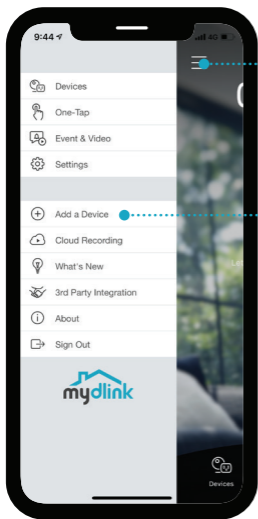 9:44
4G
Devices
One-Tap
Event & Video
Settings
Add a Device
Cloud Recording
What's New
3rd Party Integration
About
Sign Out
mydlink
Devices